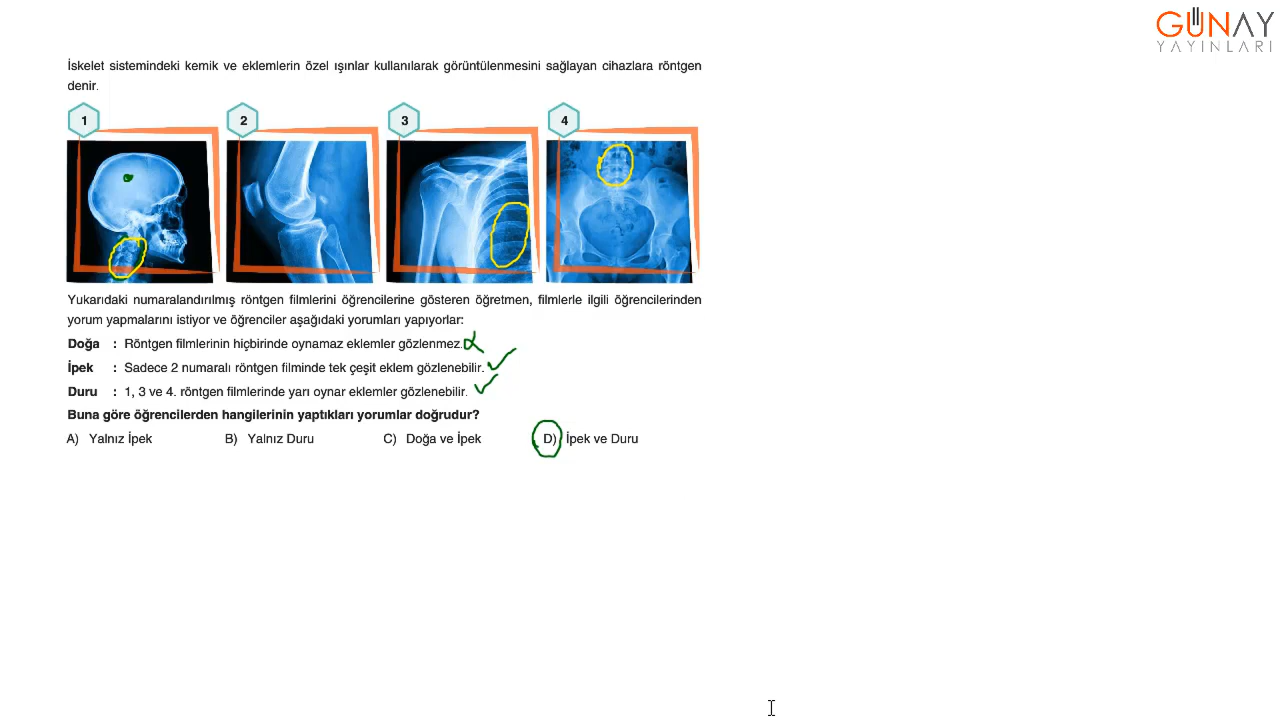 GÜNAY
YAYINLARI
İskelet sistemindeki kemik ve eklemlerin özel ışınlar kullanılarak görüntülenmesini sağlayan cihazlara röntgen
denir.
1 2 3 4
Yukarıdaki numaralandırılmış röntgen filmlerini öğrencilerine gösteren öğretmen, filmlerle ilgili öğrencilerinden
yorum yapmalarını istiyor ve öğrenciler aşağıdaki yorumları yapıyorlar:
Doğa : Röntgen filmlerinin hiçbirinde oynamaz eklemler gözlenmez.
İpek : Sadece 2 numaralı röntgen filminde tek çeşit eklem gözlenebilir.
Duru : 1, 3 ve 4. röntgen filmlerinde yarı oynar eklemler gözlenebilir.
Buna göre öğrencilerden hangilerinin yaptıkları yorumlar doğrudur?
A) Yalnız İpek B) Yalnız Duru C) Doğa ve İpek D) İpek ve Duru